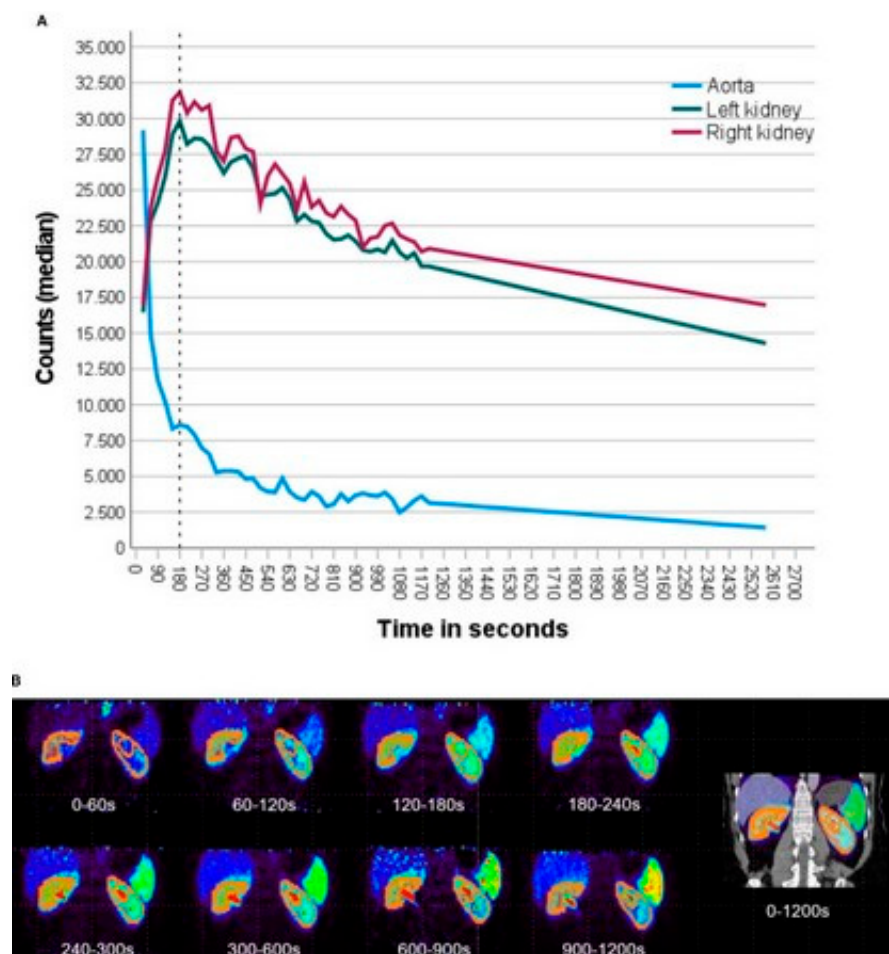 A
35.000
32.500
30.000
27.500
25.000
22.500
20.000
17.500
15.000
12.500
10.000
7.500
5.000
2.500
0
Counts (median)
Aorta
Left kidney
Right kidney
0 90 180 270 360 450 540 630 720 810 900 990 1080 1170 1260 1350 1440 1530 1620 1710 1800 1890 1980 2070 2160 2250 2340 2430 2520 2610 2700
Time in seconds
B
0-60s 60-120s 120-180s 180-240s
0-1200s
240-300s 300-600s 600-900s 900-1200s